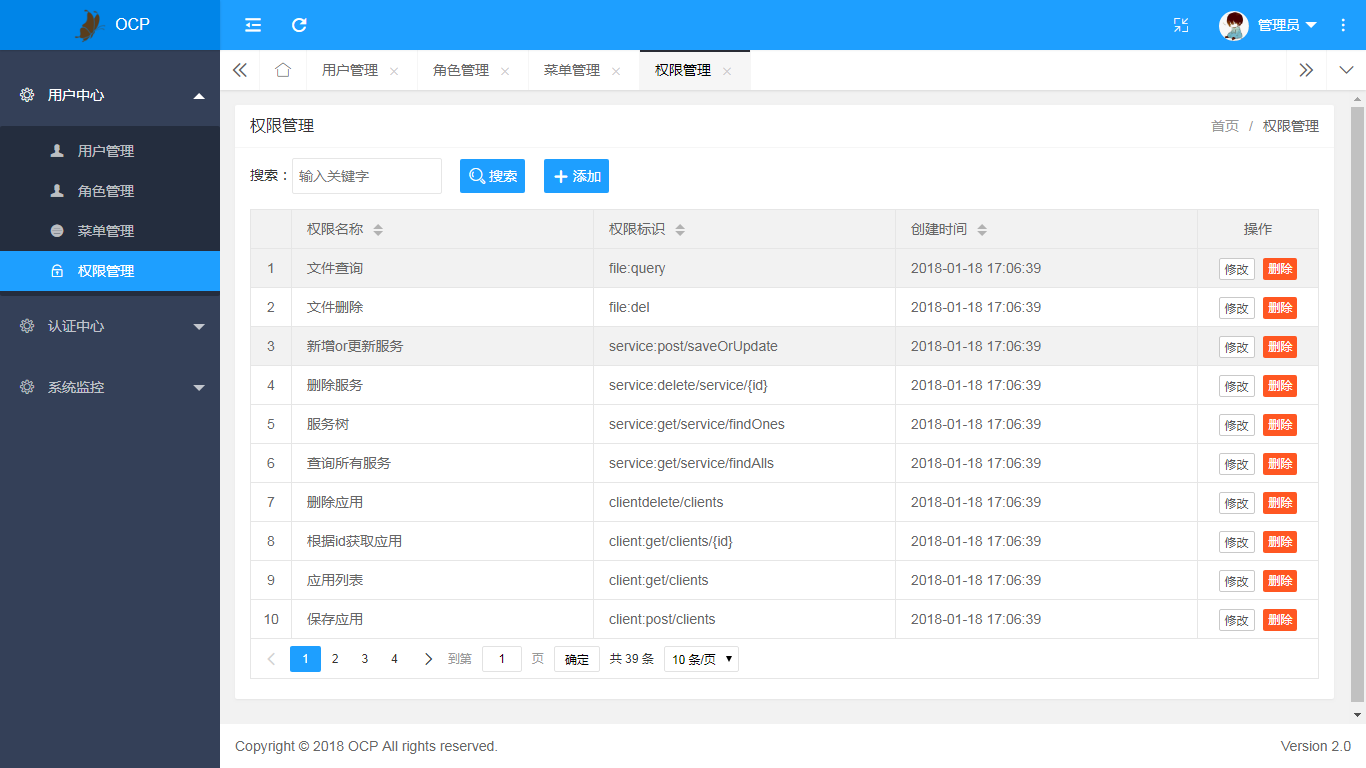 OCP
管理员
用户管理 角色管理 菜单管理 权限管理
用户中心
用户管理
角色管理
菜单管理
权限管理
认证中心
系统监控
权限管理 首页 / 权限管理
搜索： 输入关键字 搜索 添加
权限名称 权限标识 创建时间 操作
1 文件查询 file:query 2018-01-18 17:06:39 修改 删除
2 文件删除 file:del 2018-01-18 17:06:39 修改 删除
3 新增or更新服务 service:post/saveOrUpdate 2018-01-18 17:06:39 修改 删除
4 删除服务 service:delete/service/{id} 2018-01-18 17:06:39 修改 删除
5 服务树 service:get/service/findOnes 2018-01-18 17:06:39 修改 删除
6 查询所有服务 service:get/service/findAlls 2018-01-18 17:06:39 修改 删除
7 删除应用 clientdelete/clients 2018-01-18 17:06:39 修改 删除
8 根据id获取应用 client:get/clients/{id} 2018-01-18 17:06:39 修改 删除
9 应用列表 client:get/clients 2018-01-18 17:06:39 修改 删除
10 保存应用 client:post/clients 2018-01-18 17:06:39 修改 删除
1 2 3 4 到第 1 页 确定 共 39 条 10 条/页
Copyright © 2018 OCP All rights reserved. Version 2.0